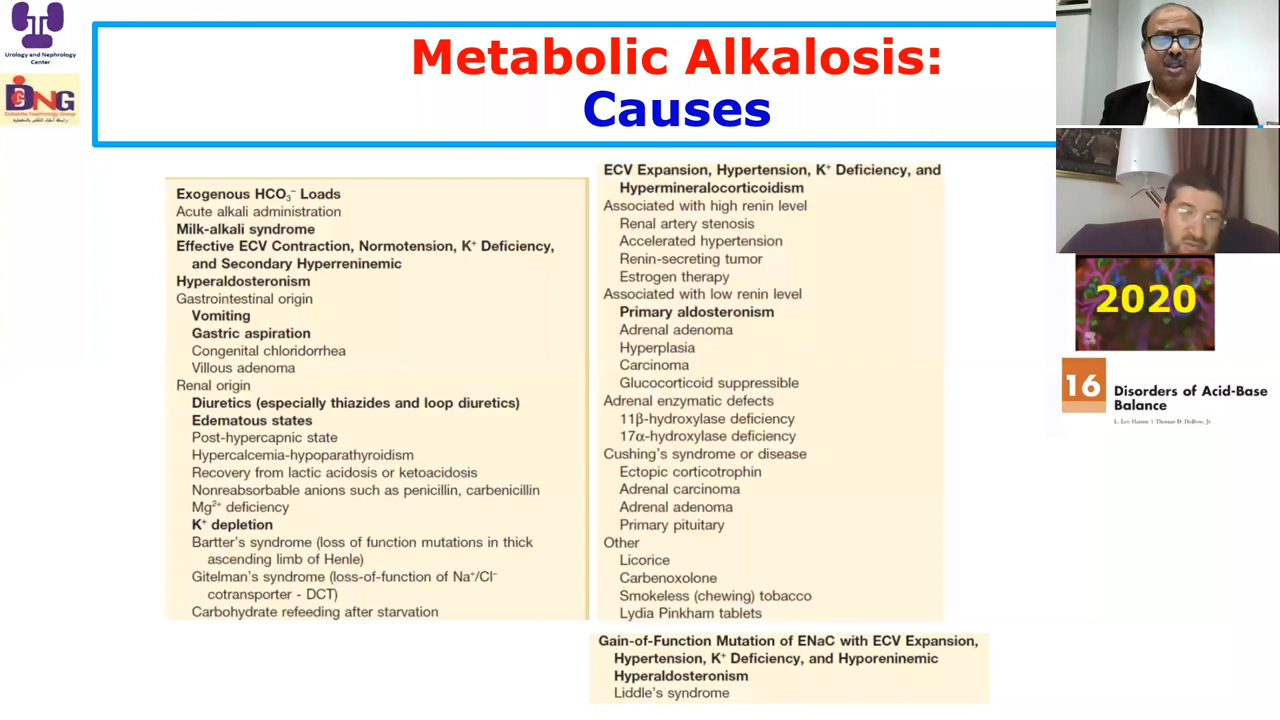 Urology and Nephrology
Center
DNG
Metabolic Alkalosis:
Causes
Exogenous HCO₃⁻ Loads
Acute alkali administration
Milk-alkali syndrome
Effective ECV Contraction, Normotension, K⁺ Deficiency,
and Secondary Hyperreninemic
Hyperaldosteronism
Gastrointestinal origin
Vomiting
Gastric aspiration
Congenital chloridorrhea
Villous adenoma
Renal origin
Diuretics (especially thiazides and loop diuretics)
Edematous states
Post-hypercapnic state
Hypercalcemia-hypoparathyroidism
Recovery from lactic acidosis or ketoacidosis
Nonreabsorbable anions such as penicillin, carbenicillin
Mg²⁺ deficiency
K⁺ depletion
Bartter's syndrome (loss of function mutations in thick
ascending limb of Henle)
Gitelman's syndrome (loss-of-function of Na⁺/Cl⁻
cotransporter - DCT)
Carbohydrate refeeding after starvation
ECV Expansion, Hypertension, K⁺ Deficiency, and
Hypermineralocorticoidism
Associated with high renin level
Renal artery stenosis
Accelerated hypertension
Renin-secreting tumor
Estrogen therapy
Associated with low renin level
Primary aldosteronism
Adrenal adenoma
Hyperplasia
Carcinoma
Glucocorticoid suppressible
Adrenal enzymatic defects
11β-hydroxylase deficiency
17α-hydroxylase deficiency
Cushing's syndrome or disease
Ectopic corticotrophin
Adrenal carcinoma
Adrenal adenoma
Primary pituitary
Other
Licorice
Carbenoxolone
Smokeless (chewing) tobacco
Lydia Pinkham tablets
Gain-of-Function Mutation of ENaC with ECV Expansion,
Hypertension, K⁺ Deficiency, and Hyporeninemic
Hyperaldosteronism
Liddle's syndrome
2020
16
Disorders of Acid-Base
Balance
L. Lee Hamm | Thomas D. DuBose, Jr